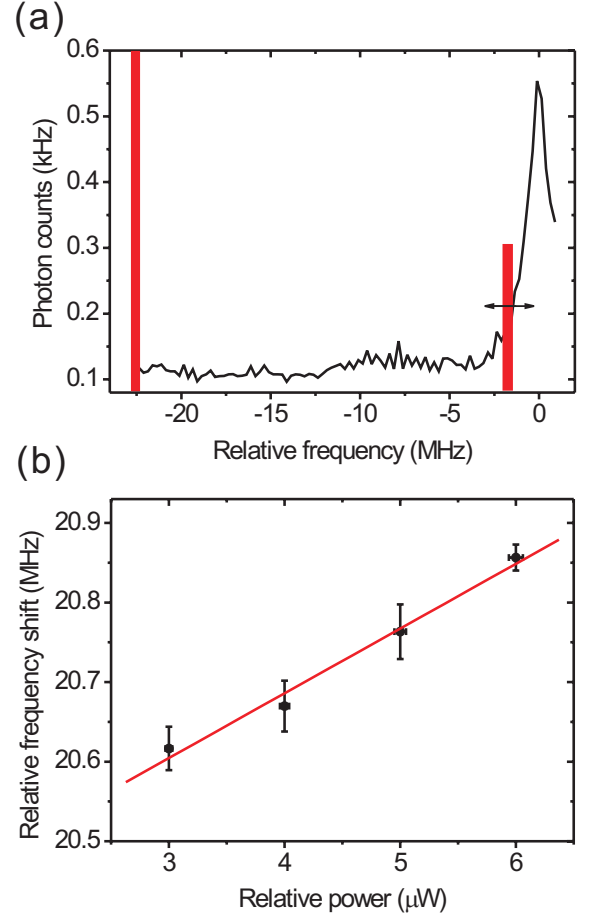 (a)
0.6
0.5
0.4
0.3
0.2
0.1
Photon counts (kHz)
-20 -15 -10 -5 0
Relative frequency (MHz)
(b)
20.9
20.8
20.7
20.6
20.5
Relative frequency shift (MHz)
3 4 5 6
Relative power (μW)